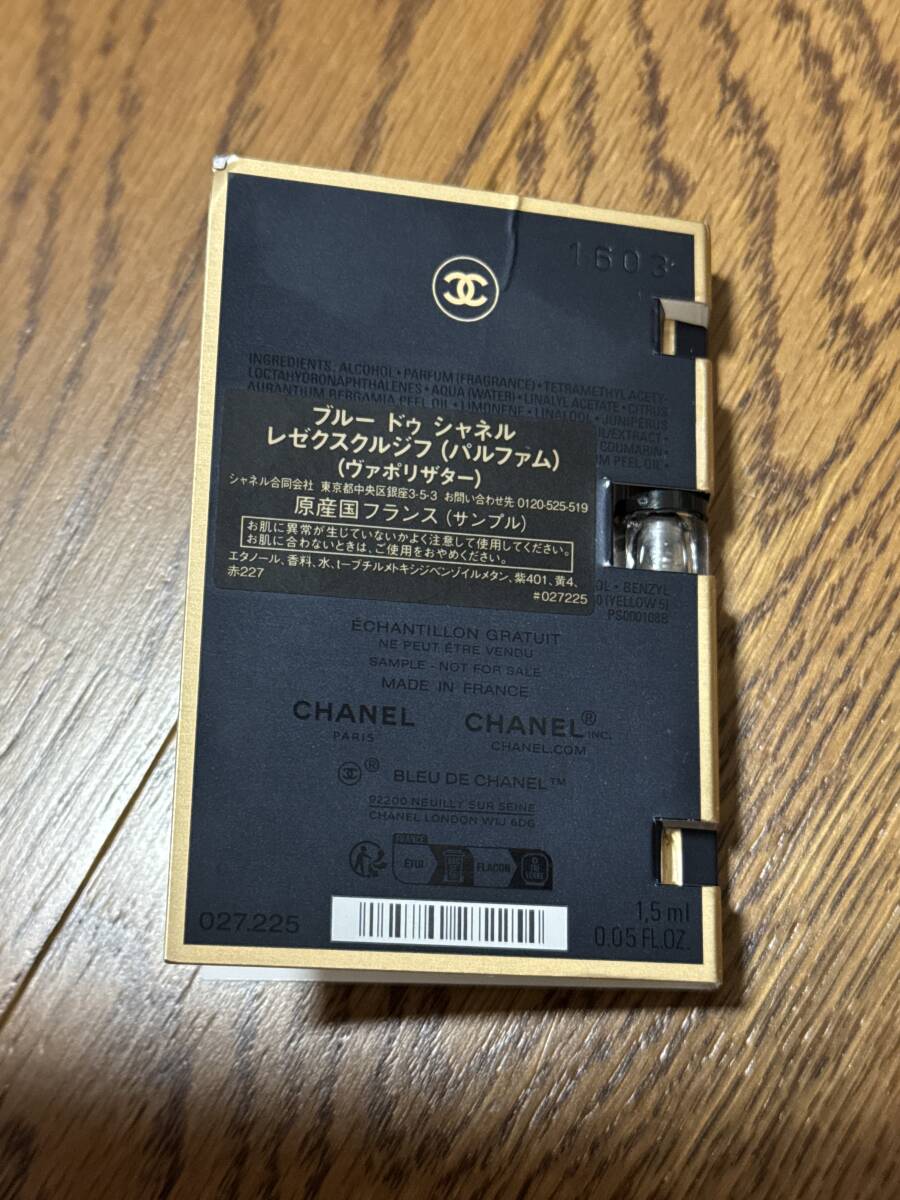 1603
INGREDIENTS: ALCOHOL • PARFUM (FRAGRANCE) • TETRAMETHYL ACETY-
LOCTAHYDRONAPHTHALENES • AQUA (WATER) • LINALYL ACETATE • CITRUS
AURANTIUM BERGAMIA PEEL OIL • LIMONENE • LINALOOL • JUNIPERUS
OIL/EXTRACT •
COUMARIN •
PEEL OIL •
ブルー ドゥ シャネル
レゼクスクルジフ (パルファム)
(ヴァポリザター)
シャネル合同会社 東京都中央区銀座3-5-3 お問い合わせ先 0120-525-519
原産国フランス (サンプル)
お肌に異常が生じていないかよく注意して使用してください。
お肌に合わないときは、ご使用をおやめください。
エタノール、香料、水、t-ブチルメトキシジベンゾイルメタン、紫401、黄4、
赤227
#027225
BENZYL
(YELLOW 5)
PS0001088
ÉCHANTILLON GRATUIT
NE PEUT ÊTRE VENDU
SAMPLE - NOT FOR SALE
MADE IN FRANCE
CHANEL CHANEL® INC.
PARIS CHANEL.COM
® BLEU DE CHANEL™
92200 NEUILLY SUR SEINE
CHANEL LONDON W1J 6DG
FRANCE
ÉTUI FLACON
027.225
1,5 ml
0.05 FL.OZ.